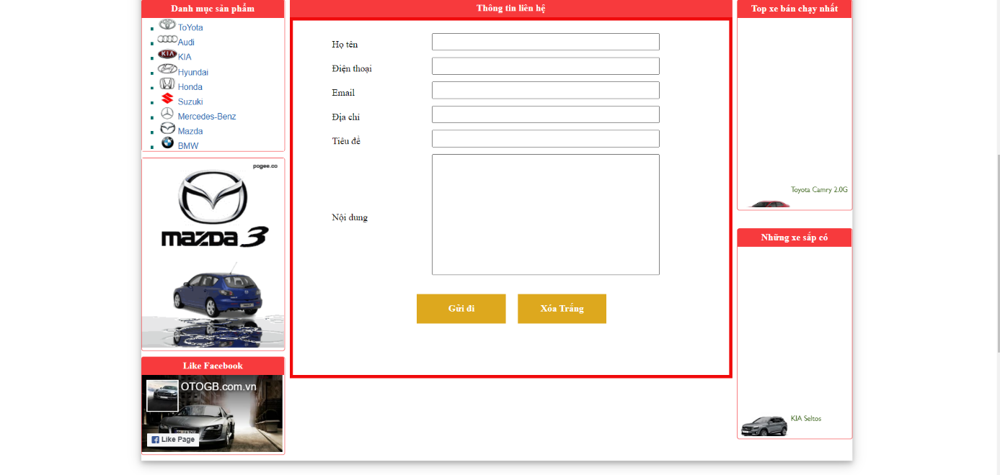 Danh mục sản phẩm
ToYota
Audi
KIA
KIA
Hyundai
Honda
Suzuki
Mercedes-Benz
Mazda
BMW
pogee.co
mazda 3
Like Facebook
OTOGB.com.vn
Like Page
Thông tin liên hệ
Họ tên
Điện thoại
Email
Địa chỉ
Tiêu đề
Nội dung
Gửi đi
Xóa Trắng
Top xe bán chạy nhất
Toyota Camry 2.0G
Những xe sắp có
KIA Seltos